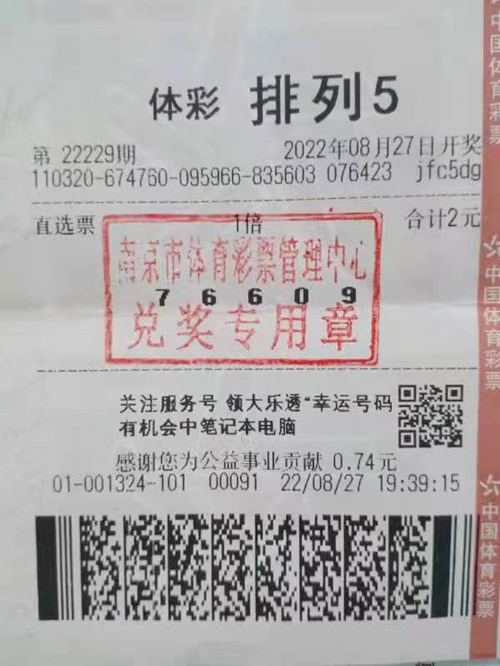 体彩 排列5
第 22229期 2022年08月27日开奖
110320-674760-095966-835603 076423 jfc5dg
直选票 1倍 合计2元
南京市体育彩票管理中心
7 6 6 0 9
兑奖专用章
关注服务号 领大乐透"幸运号码
有机会中笔记本电脑
感谢您为公益事业贡献 0.74元
01-001324-101 00091 22/08/27 19:39:15
中国体育彩票
中国体育彩票
中国体育彩票